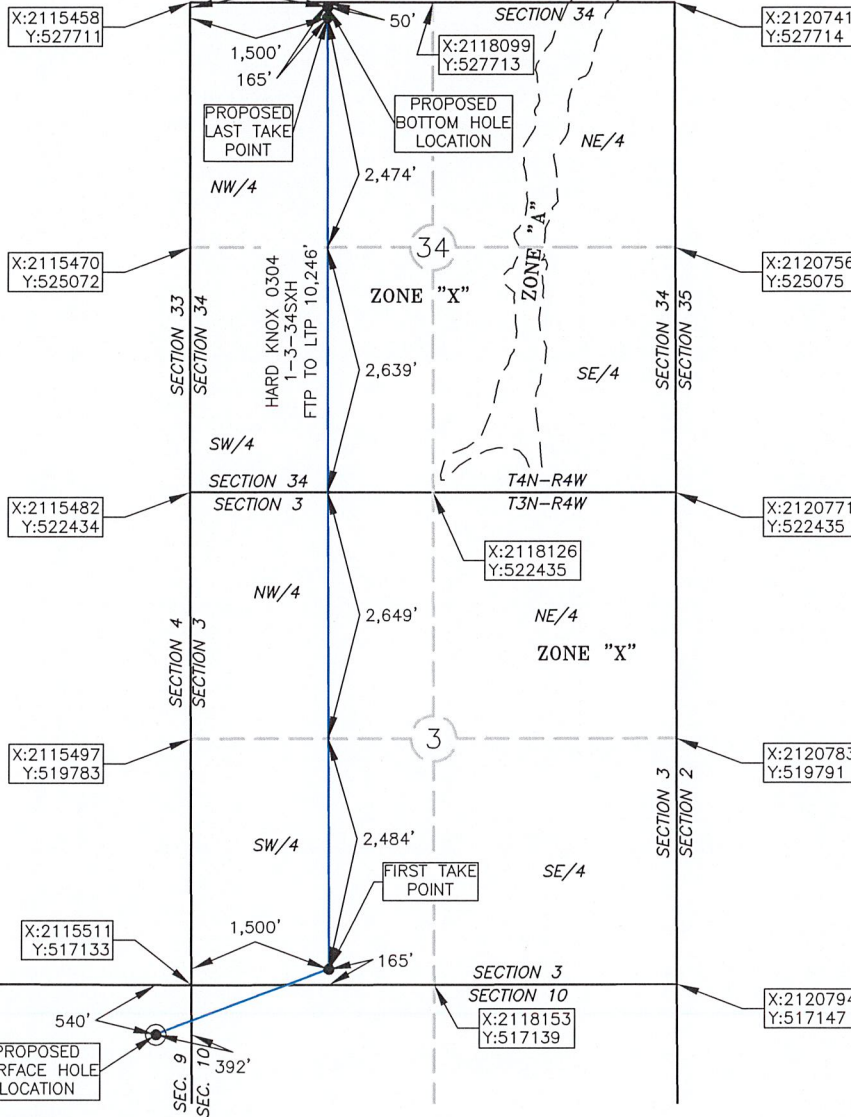 X:2115458
Y:527711
1,500'
165'
50'
SECTION 34
X:2118099
Y:527713
X:2120741
Y:527714
PROPOSED
LAST TAKE
POINT
PROPOSED
BOTTOM HOLE
LOCATION
NE/4
NW/4
2,474'
ZONE "A"
X:2115470
Y:525072
34
X:2120756
Y:525075
SECTION 33
SECTION 34
HARD KNOX 0304
1-3-34SXH
FTP TO LTP 10,246'
ZONE "X"
SECTION 34
SECTION 35
2,639'
SE/4
SW/4
SECTION 34
T4N-R4W
SECTION 3
T3N-R4W
X:2115482
Y:522434
X:2120771
Y:522435
X:2118126
Y:522435
NW/4
2,649'
NE/4
ZONE "X"
SECTION 4
SECTION 3
X:2115497
Y:519783
3
X:2120783
Y:519791
SECTION 3
SECTION 2
SW/4
2,484'
FIRST TAKE
POINT
SE/4
X:2115511
Y:517133
1,500'
165'
SECTION 3
SECTION 10
X:2118153
Y:517139
X:2120794
Y:517147
540'
392'
PROPOSED
RFACE HOLE
LOCATION
SEC. 9
SEC. 10